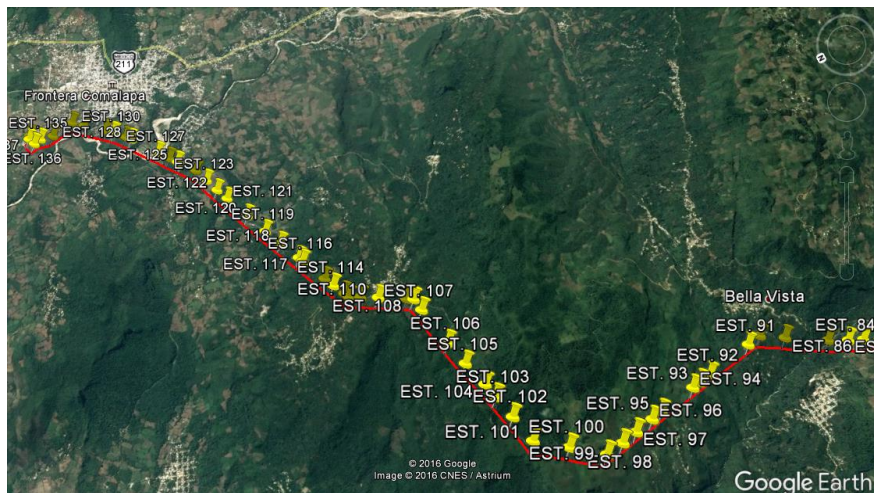 211
Frontera Comalapa
EST. 130
EST. 135
EST. 128
EST. 127
37
EST. 136
EST. 125
EST. 123
EST. 122
EST. 121
EST. 120
EST. 119
EST. 118
EST. 116
EST. 117
EST. 114
EST. 110
EST. 107
EST. 108
Bella Vista
EST. 106
EST. 91
EST. 84
EST. 105
EST. 86
ES
EST. 92
EST. 103
EST. 93
EST. 94
EST. 104
EST. 102
EST. 95
EST. 96
EST. 101
EST. 100
EST. 97
EST. 99
EST. 98
© 2016 Google
Image © 2016 CNES / Astrium
Google Earth